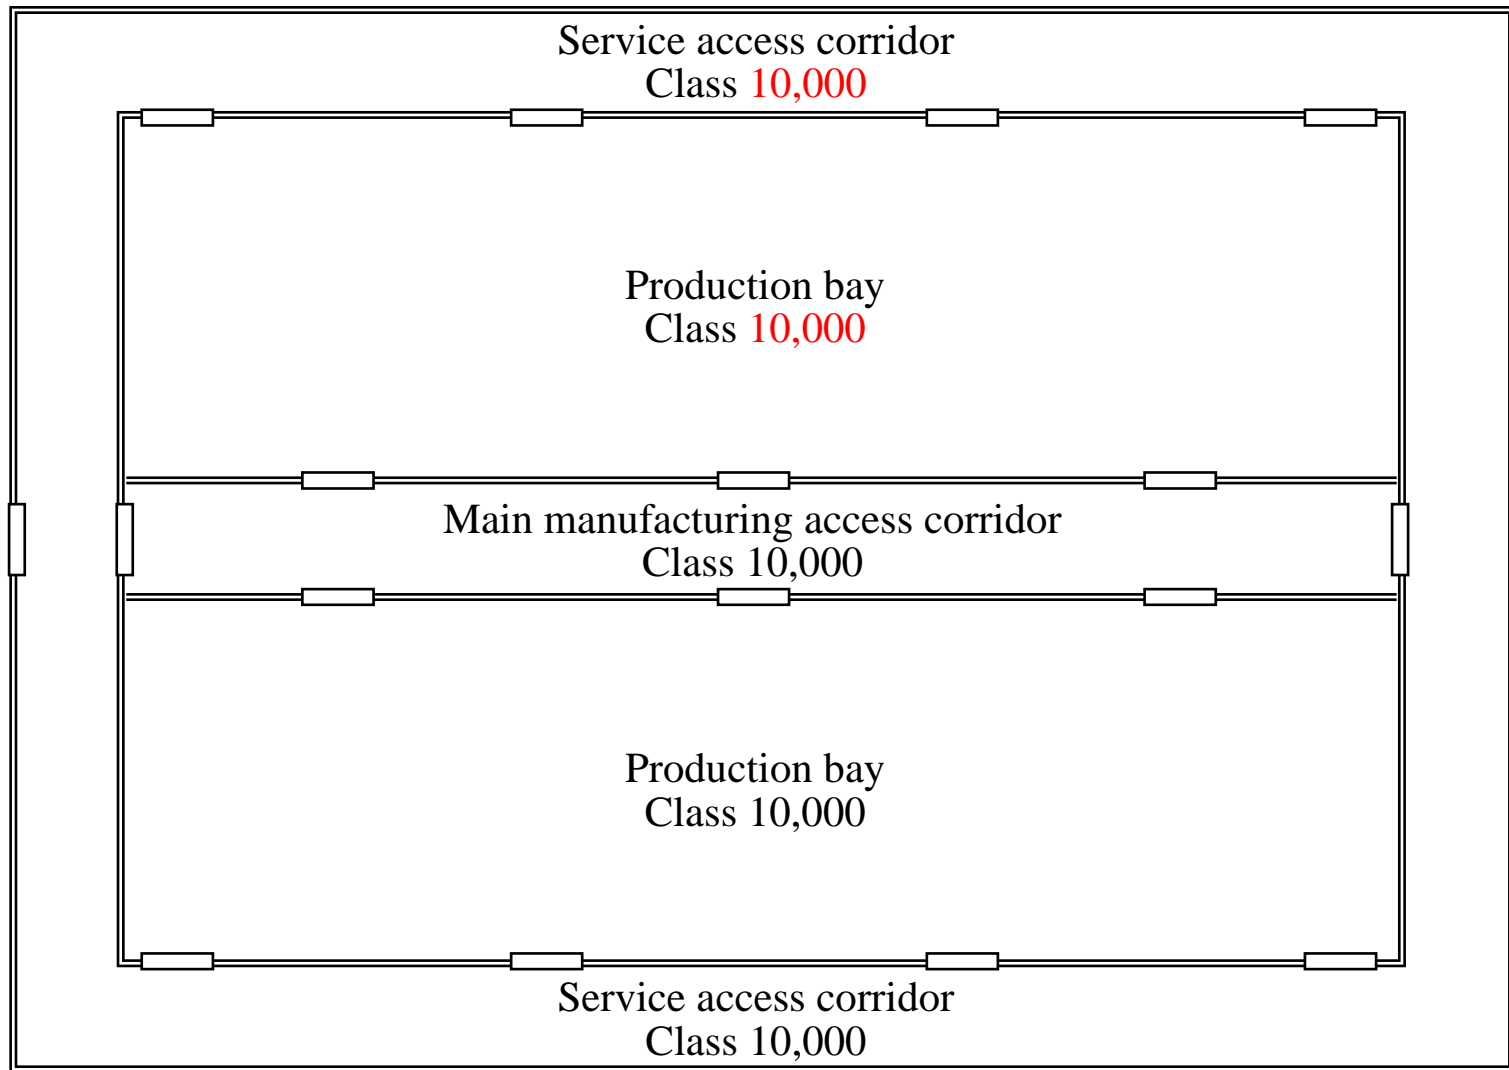 Service access corridor
Class 10,000
Production bay
Class 10,000
Main manufacturing access corridor
Class 10,000
Production bay
Class 10,000
Service access corridor
Class 10,000